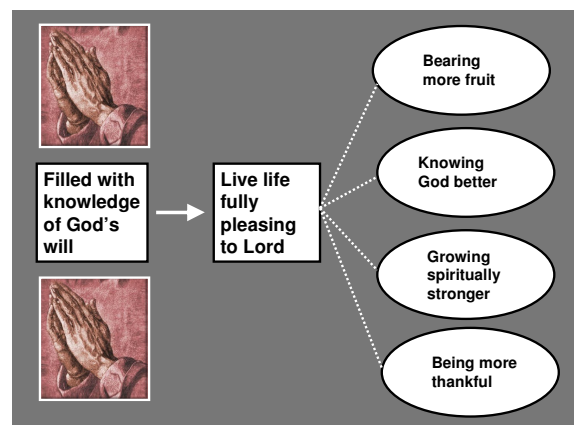 Filled with
knowledge
of God's
will
Live life
fully
pleasing
to Lord
Bearing
more fruit
Knowing
God better
Growing
spiritually
stronger
Being more
thankful